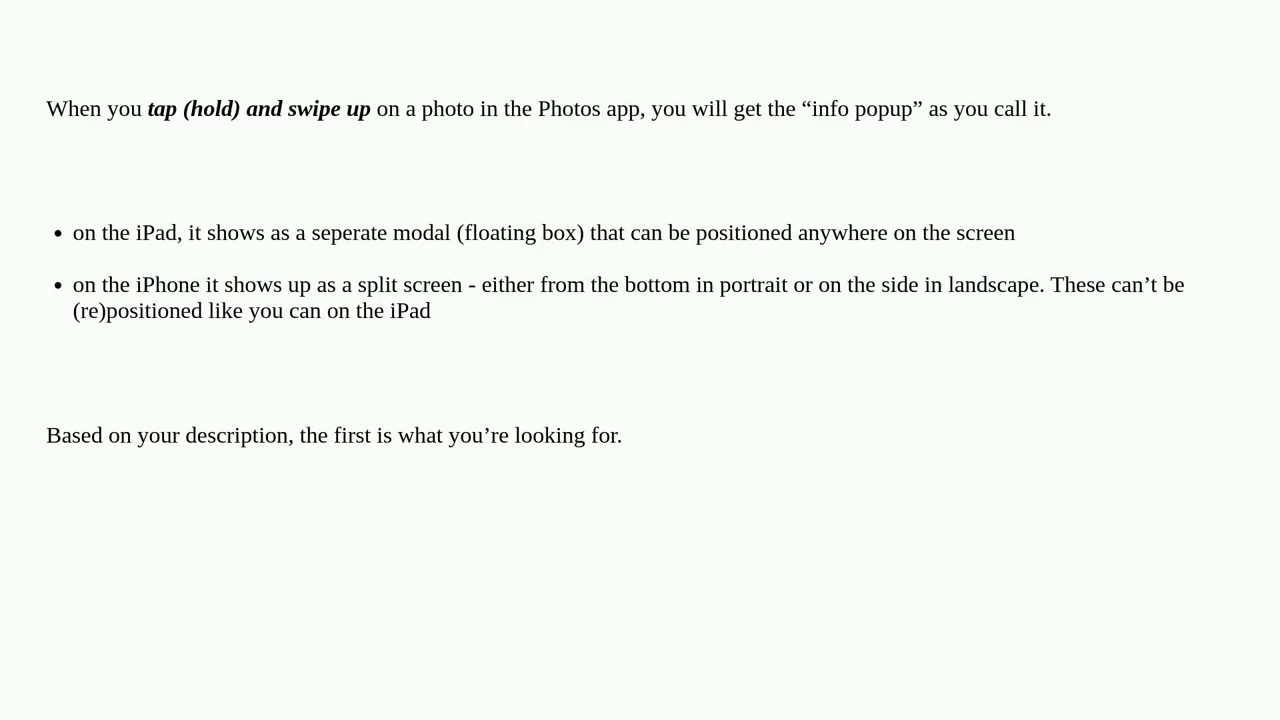 When you tap (hold) and swipe up on a photo in the Photos app, you will get the “info popup” as you call it.
• on the iPad, it shows as a seperate modal (floating box) that can be positioned anywhere on the screen
• on the iPhone it shows up as a split screen - either from the bottom in portrait or on the side in landscape. These can’t be
(re)positioned like you can on the iPad
Based on your description, the first is what you’re looking for.